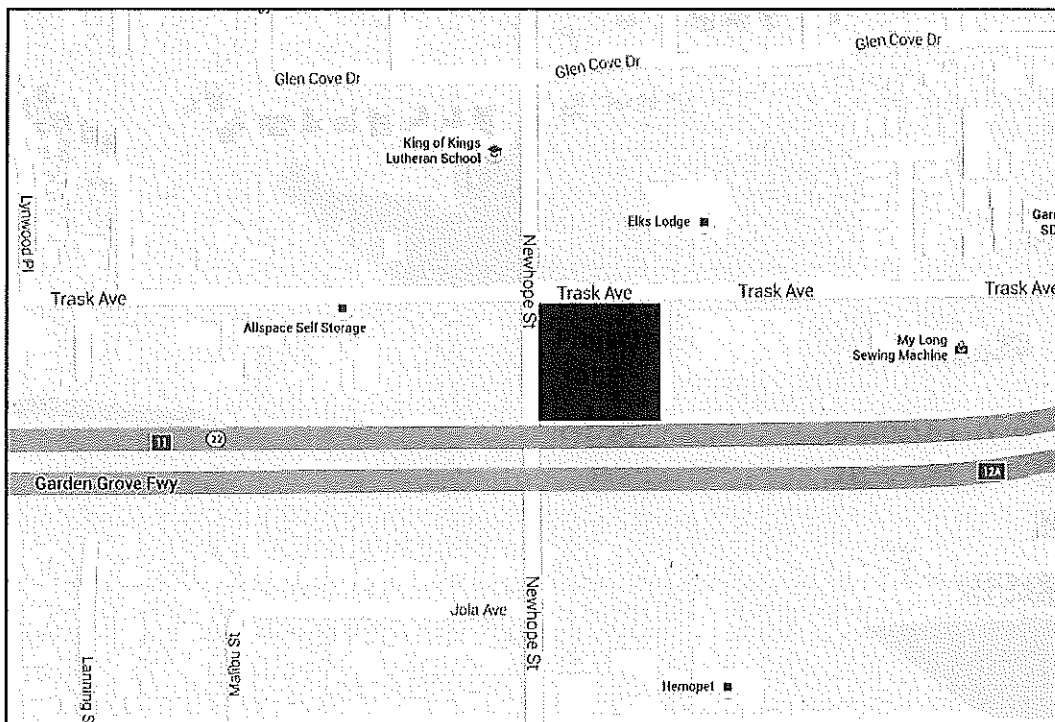 Glen Cove Dr
Glen Cove Dr
Glen Cove Dr
King of Kings
Lutheran School
Lynwood Pl
Elks Lodge
Newhope St
Trask Ave
Trask Ave
Trask Ave
Trask Ave
Allspace Self Storage
My Long
Sewing Machine
11
22
Garden Grove Fwy
12A
Newhope St
Jola Ave
Malibu St
Lanning S
Hemopet